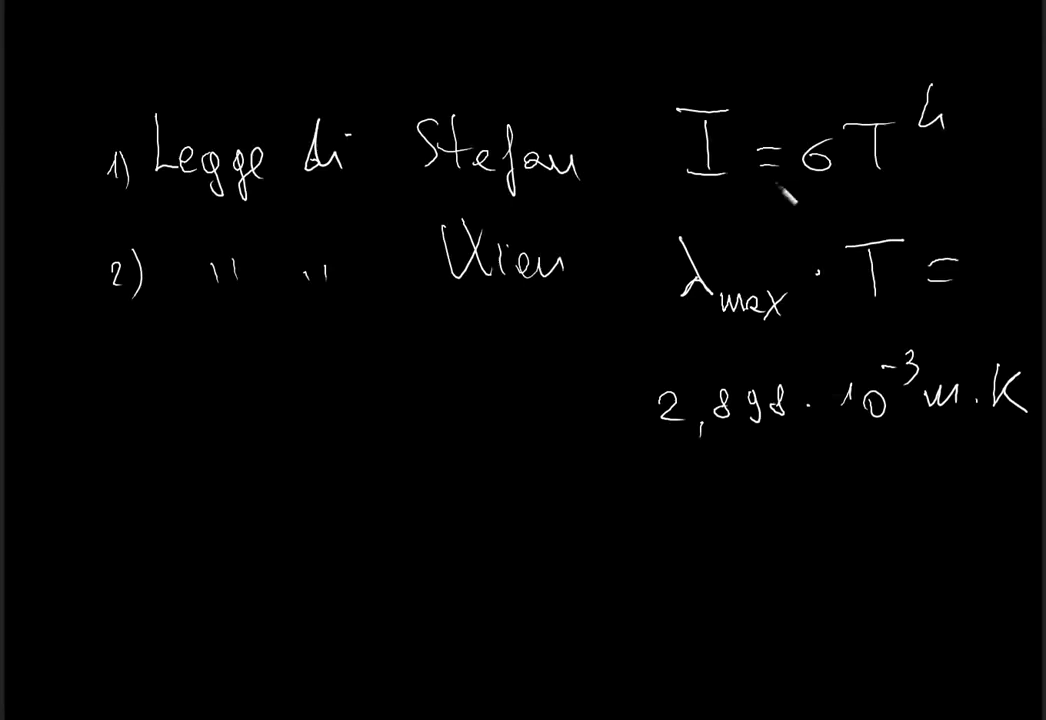 1) Legge di Stefan I = σT⁴
2) " " Wien λmax · T =
2,898 · 10⁻³ m.K